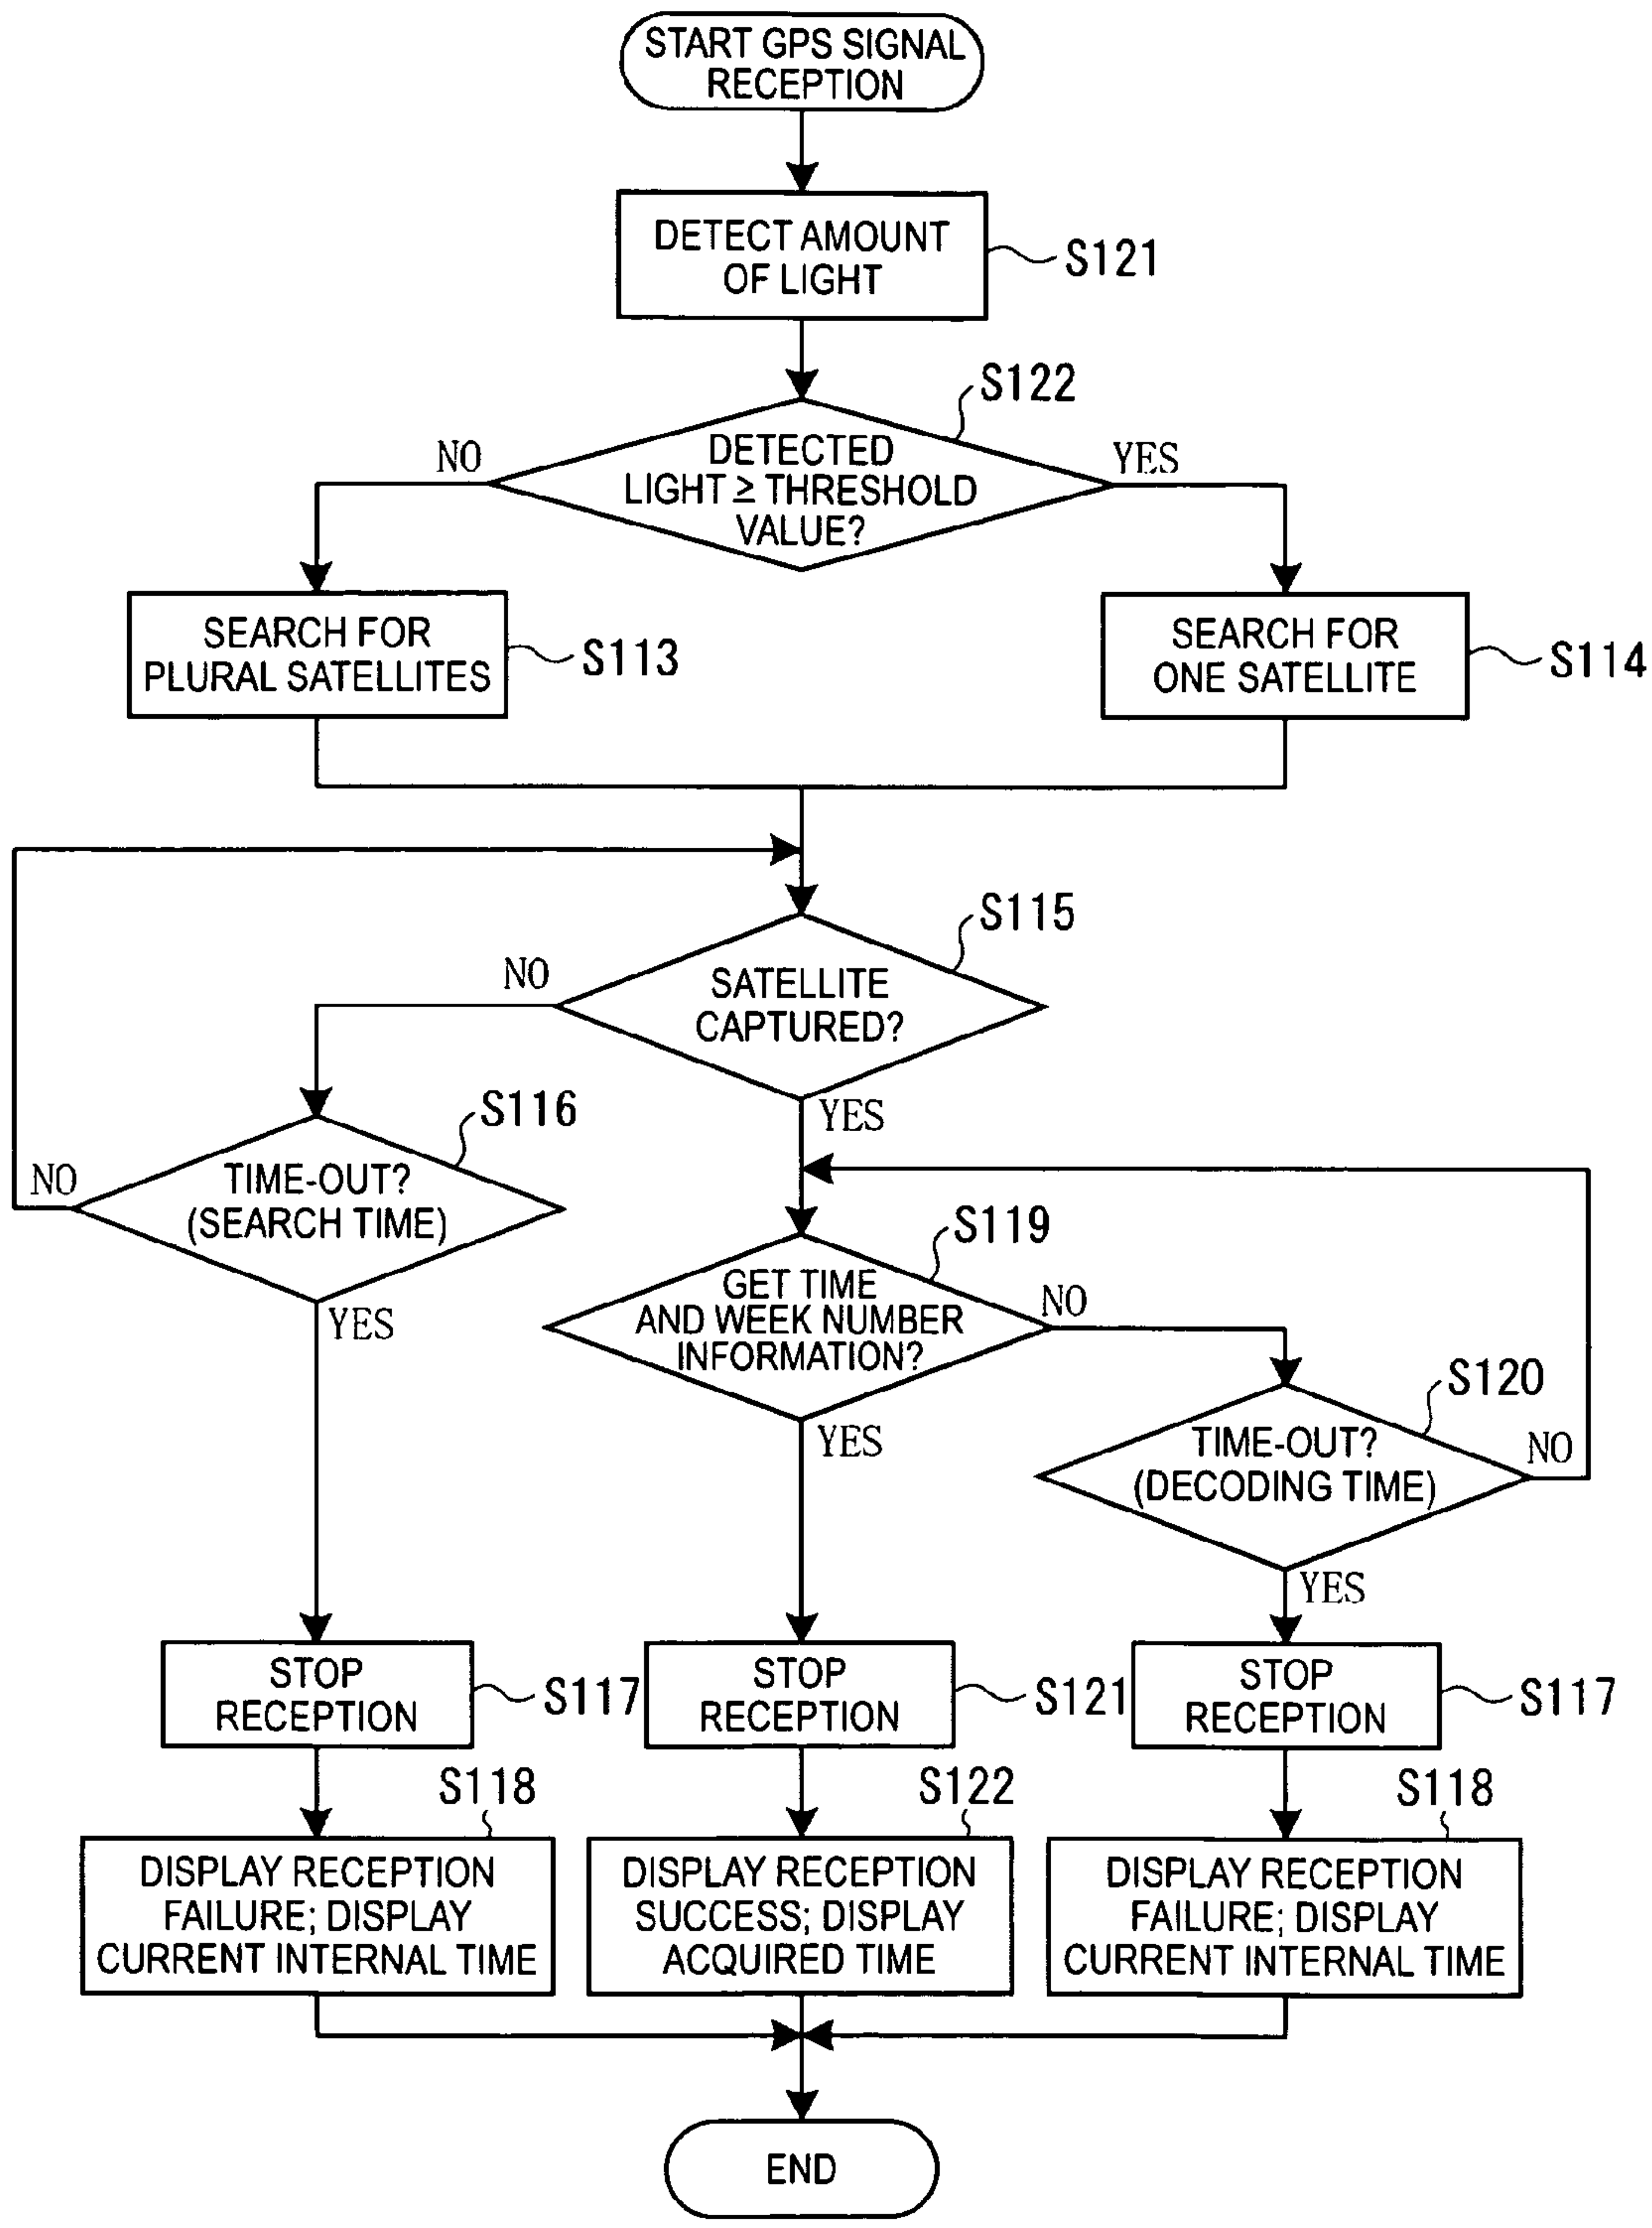 START GPS SIGNAL
RECEPTION
DETECT AMOUNT
OF LIGHT
S121
S122
DETECTED
LIGHT ≥ THRESHOLD
VALUE?
NO
YES
SEARCH FOR
PLURAL SATELLITES
S113
SEARCH FOR
ONE SATELLITE
S114
S115
SATELLITE
CAPTURED?
NO
YES
S116
TIME-OUT?
(SEARCH TIME)
NO
YES
S119
GET TIME
AND WEEK NUMBER
INFORMATION?
NO
YES
S120
TIME-OUT?
(DECODING TIME)
NO
YES
STOP
RECEPTION
S117
STOP
RECEPTION
S121
STOP
RECEPTION
S117
S118
DISPLAY RECEPTION
FAILURE; DISPLAY
CURRENT INTERNAL TIME
S122
DISPLAY RECEPTION
SUCCESS; DISPLAY
ACQUIRED TIME
S118
DISPLAY RECEPTION
FAILURE; DISPLAY
CURRENT INTERNAL TIME
END